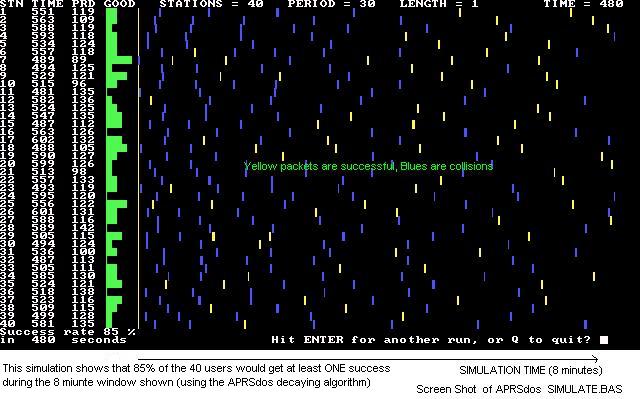 STN TIME PRD GOOD STATIONS = 40 PERIOD = 30 LENGTH = 1 TIME = 480
1 551 119
2 563 109
3 588 119
4 593 118
5 534 124
6 557 118
7 489 89
8 494 125
9 529 121
10 515 96
11 481 135
12 582 136
13 524 125
14 547 135
15 487 112
16 563 126
17 602 132
18 488 105
19 590 127
Yellow packets are successful, Blues are collisions
20 599 126
21 513 98
22 557 133
23 493 119
24 595 120
25 556 122
26 601 131
27 588 116
28 589 142
29 505 115
30 494 124
31 536 100
32 487 113
33 505 111
34 585 130
35 524 121
36 518 138
37 523 116
38 509 115
39 499 128
40 581 135
Success rate 85 %
in 480 seconds Hit ENTER for another run, or Q to quit?
This simulation shows that 85% of the 40 users would get at least ONE success
during the 8 miunte window shown (using the APRSdos decaying algorithm)
SIMULATION TIME (8 minutes)
Screen Shot of APRSdos SIMULATE.BAS